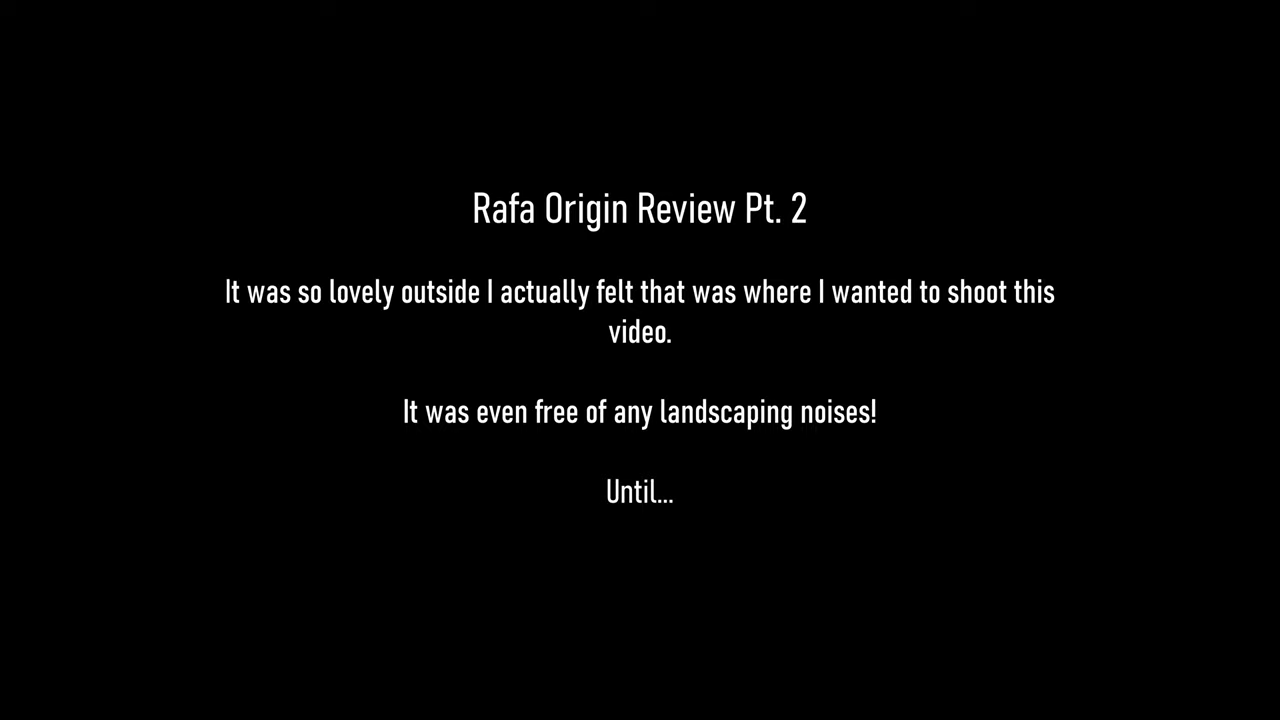 Rafa Origin Review Pt. 2
It was so lovely outside I actually felt that was where I wanted to shoot this
video.
It was even free of any landscaping noises!
Until...